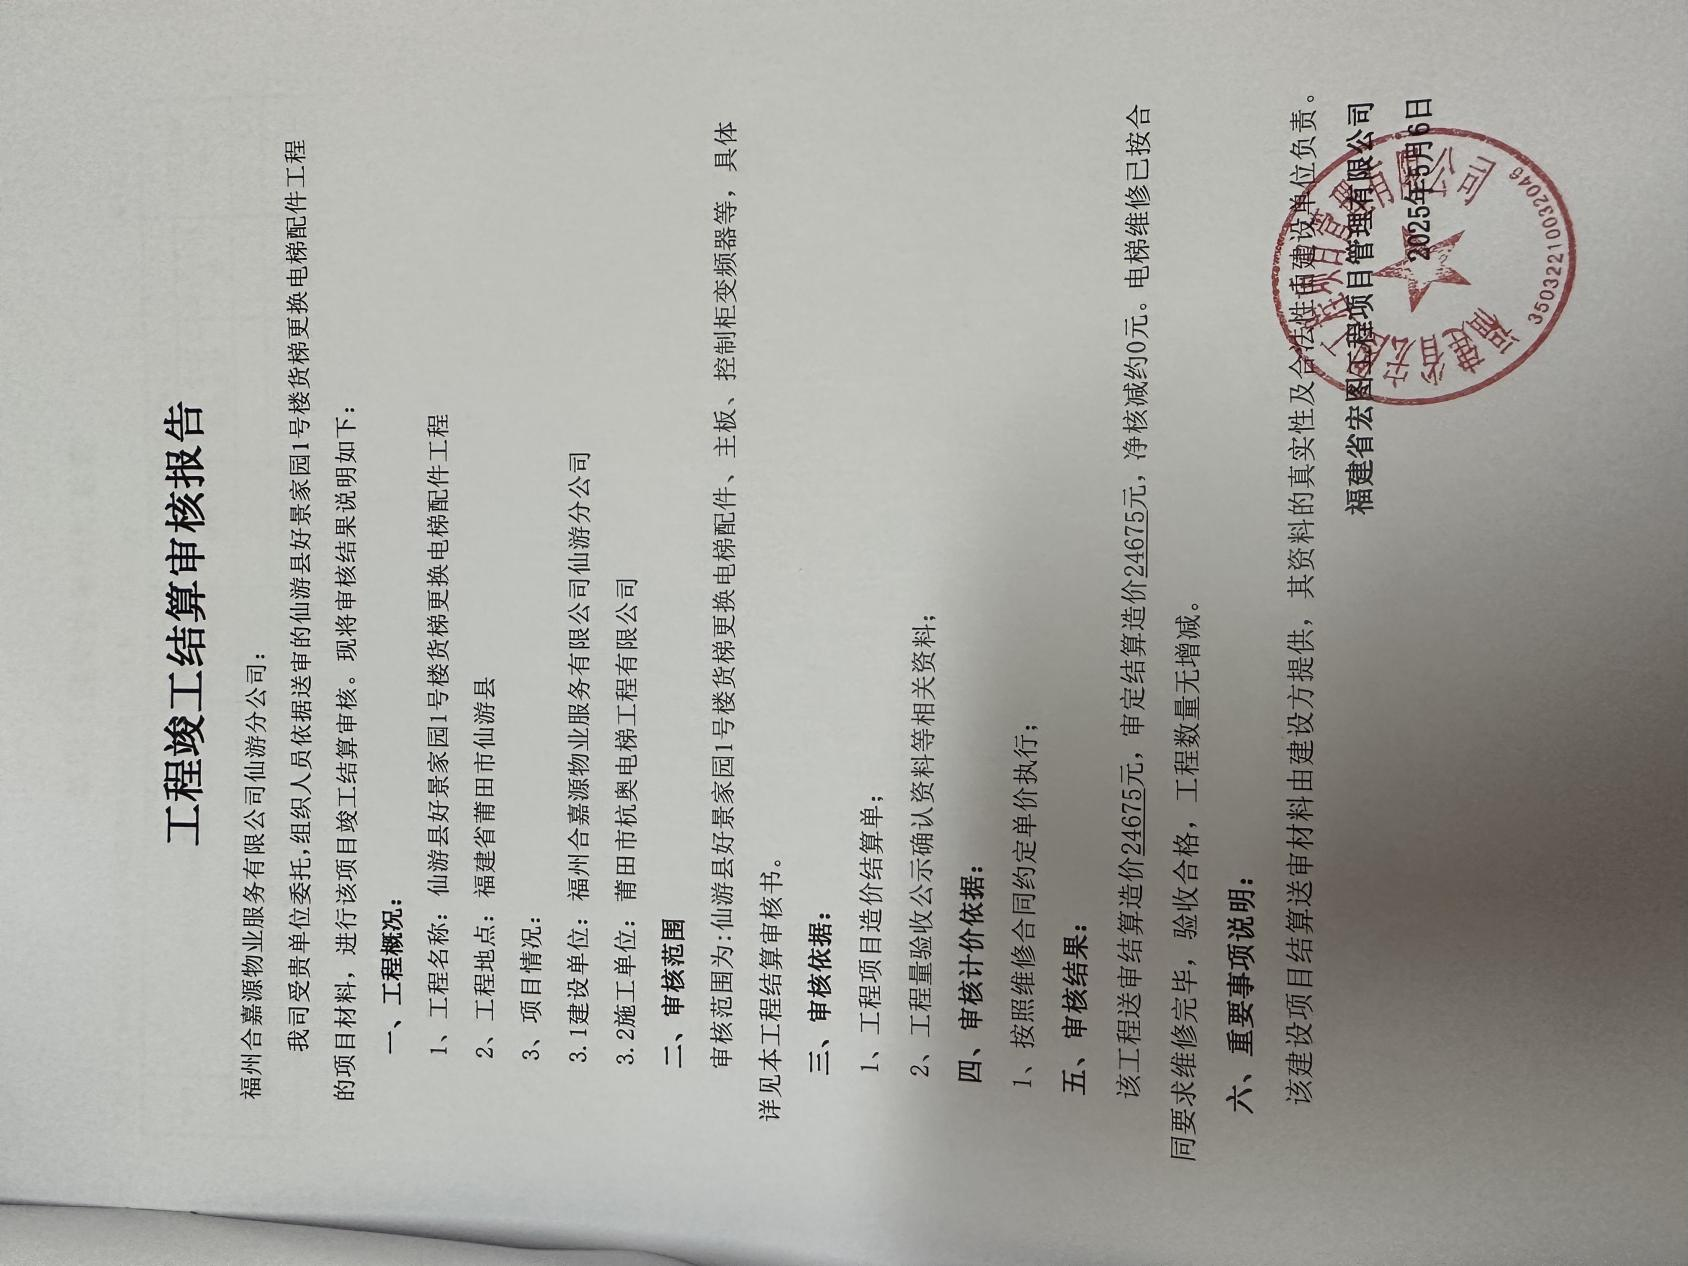 工程竣工结算审核报告
福州合嘉源物业服务有限公司仙游分公司：
我司受贵单位委托,组织人员依据送审的仙游县好景家园1号楼货梯更换电梯配件工程
的项目材料，进行该项目竣工结算审核。现将审核结果说明如下：
一、工程概况：
1、工程名称：仙游县好景家园1号楼货梯更换电梯配件工程
2、工程地点：福建省莆田市仙游县
3、项目情况：
3.1建设单位：福州合嘉源物业服务有限公司仙游分公司
3.2施工单位：莆田市杭奥电梯工程有限公司
二、审核范围
审核范围为:仙游县好景家园1号楼货梯更换电梯配件、主板、控制柜变频器等，具体
详见本工程结算审核书。
三、审核依据：
1、工程项目造价结算单；
2、工程量验收公示确认资料等相关资料；
四、审核计价依据：
1、按照维修合同约定单价执行；
五、审核结果：
该工程送审结算造价24675元，审定结算造价24675元，净核减约0元。电梯维修已按合
同要求维修完毕，验收合格，工程数量无增减。
六、重要事项说明：
该建设项目结算送审材料由建设方提供，其资料的真实性及合法性由建设单位负责。
福建省宏图工程项目管理有限公司
2025年5月6日
福建省宏图工程项目管理有限公司
35032210032046